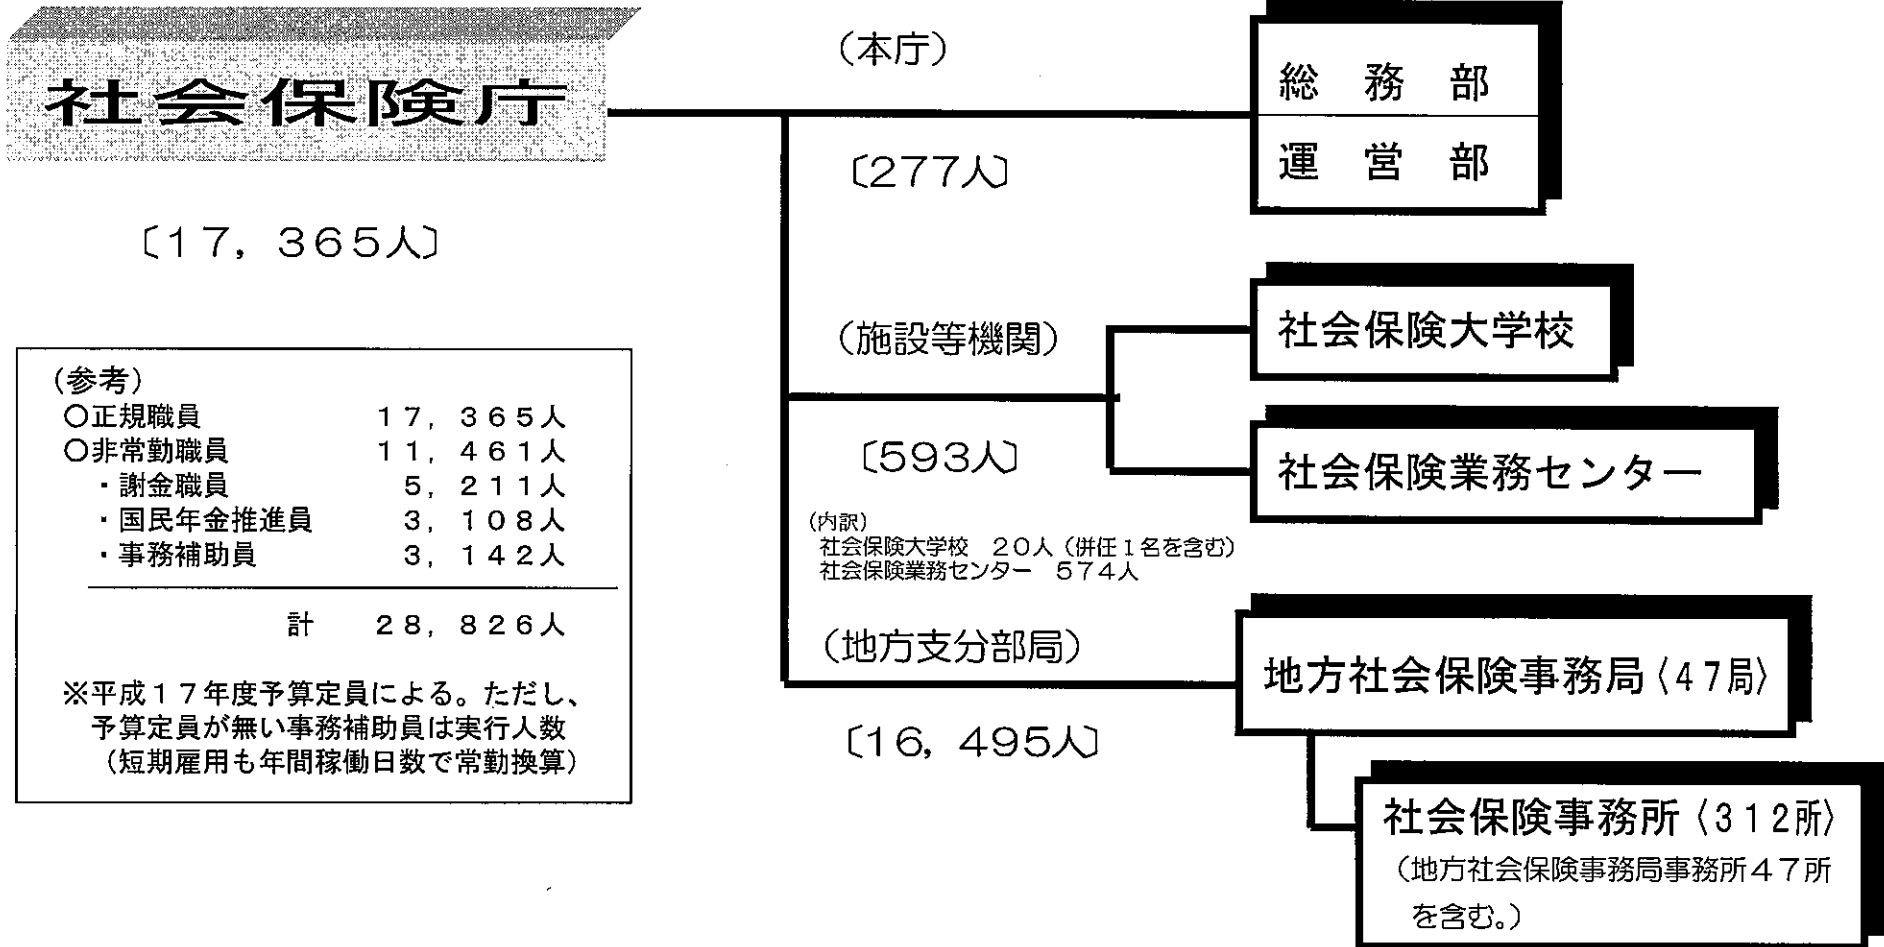 社会保険庁
〔17,365人〕
(参考)
○正規職員 17,365人
○非常勤職員 11,461人
・謝金職員 5,211人
・国民年金推進員 3,108人
・事務補助員 3,142人
計 28,826人
※平成17年度予算定員による。ただし、
予算定員が無い事務補助員は実行人数
(短期雇用も年間稼働日数で常勤換算)
(本庁)
〔277人〕
総務部
運営部
(施設等機関)
〔593人〕
社会保険大学校
社会保険業務センター
(内訳)
社会保険大学校 20人(併任1名を含む)
社会保険業務センター 574人
(地方支分部局)
〔16,495人〕
地方社会保険事務局〈47局〉
社会保険事務所〈312所〉
(地方社会保険事務局事務所47所
を含む。)